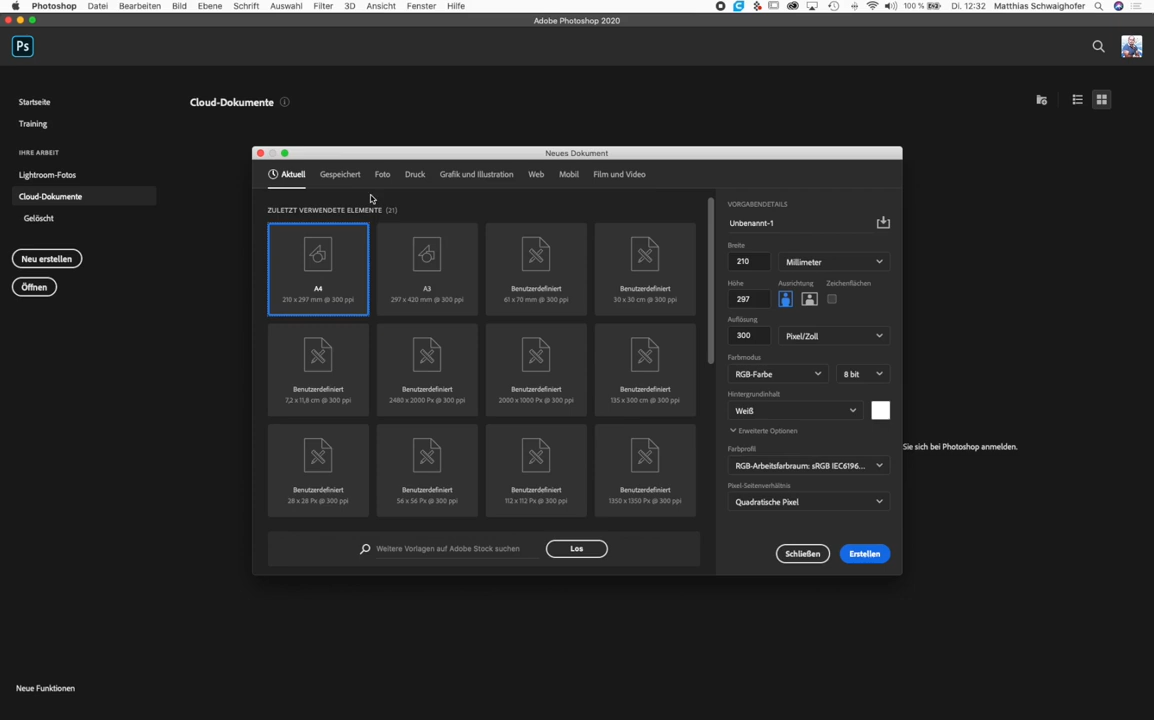 Photoshop Datei Bearbeiten Bild Ebene Schrift Auswahl Filter 3D Ansicht Fenster Hilfe 100 % Di. 12:32 Matthias Schwaighofer
Adobe Photoshop 2020
Ps
Startseite
Training
IHRE ARBEIT
Lightroom-Fotos
Cloud-Dokumente
Gelöscht
Neu erstellen
Öffnen
Neue Funktionen
Cloud-Dokumente
Neues Dokument
Aktuell Gespeichert Foto Druck Grafik und Illustration Web Mobil Film und Video
ZULETZT VERWENDETE ELEMENTE (21)
A4 A3 Benutzerdefiniert Benutzerdefiniert
210 x 297 mm @ 300 ppi 297 x 420 mm @ 300 ppi 61 x 70 mm @ 300 ppi 30 x 30 cm @ 300 ppi
Benutzerdefiniert Benutzerdefiniert Benutzerdefiniert Benutzerdefiniert
7,2 x 11,8 cm @ 300 ppi 2480 x 2000 Px @ 300 ppi 2000 x 1000 Px @ 300 ppi 135 x 300 cm @ 300 ppi
Benutzerdefiniert Benutzerdefiniert Benutzerdefiniert Benutzerdefiniert
28 x 28 Px @ 300 ppi 56 x 56 Px @ 300 ppi 112 x 112 Px @ 300 ppi 1350 x 1350 Px @ 300 ppi
Weitere Vorlagen auf Adobe Stock suchen Los
VORGABENDETAILS
Unbenannt-1
Breite
210 Millimeter
Höhe Ausrichtung Zeichenflächen
297
Auflösung
300 Pixel/Zoll
Farbmodus
RGB-Farbe 8 bit
Hintergrundinhalt
Weiß
Erweiterte Optionen
Farbprofil
RGB-Arbeitsfarbraum: sRGB IEC6196...
Pixel-Seitenverhältnis
Quadratische Pixel
Schließen Erstellen
Sie sich bei Photoshop anmelden.